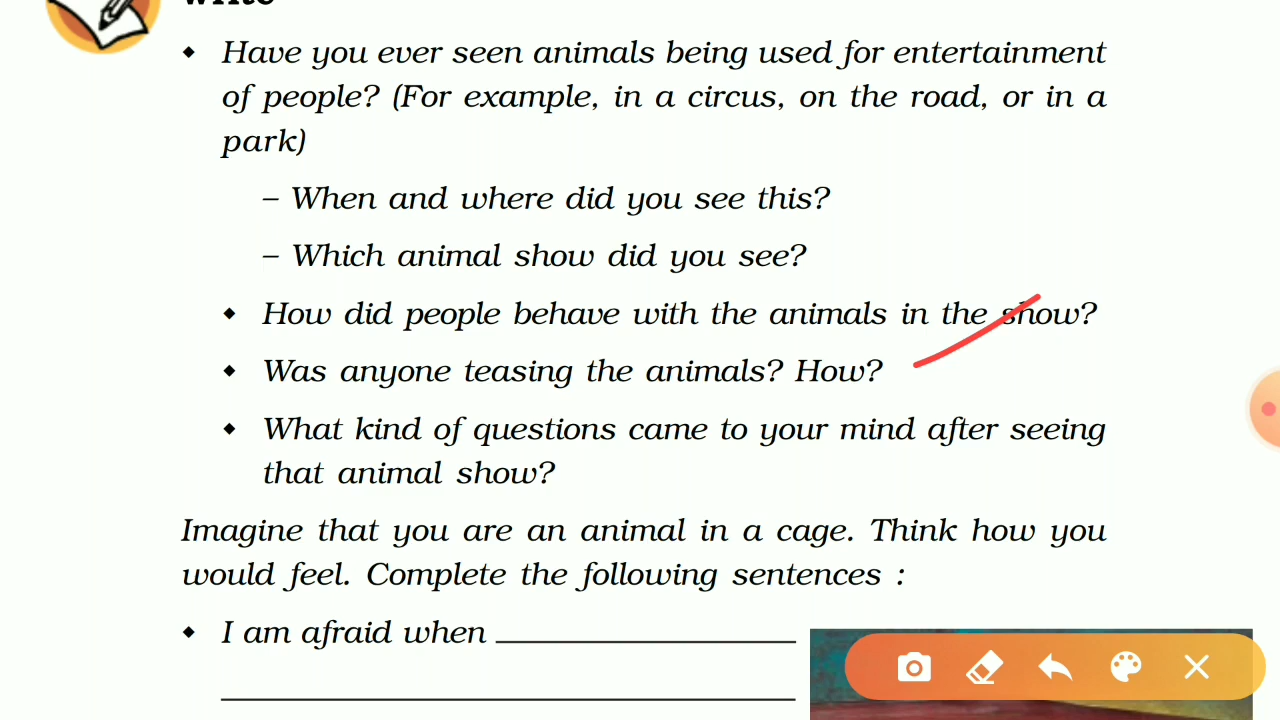 write
◆ Have you ever seen animals being used for entertainment
of people? (For example, in a circus, on the road, or in a
park)
– When and where did you see this?
– Which animal show did you see?
◆ How did people behave with the animals in the show?
◆ Was anyone teasing the animals? How?
◆ What kind of questions came to your mind after seeing
that animal show?
Imagine that you are an animal in a cage. Think how you
would feel. Complete the following sentences :
◆ I am afraid when